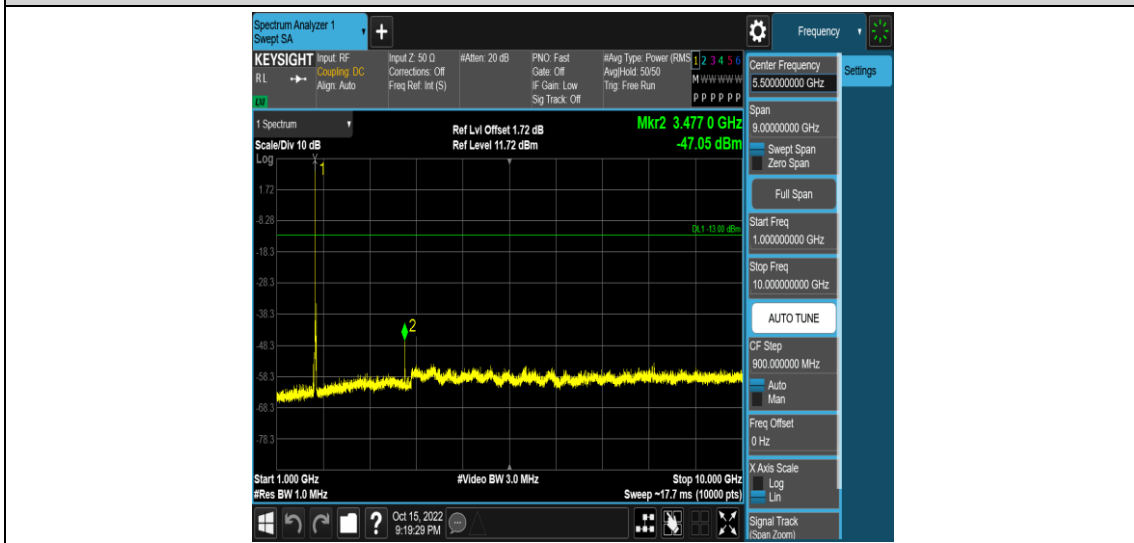 Spectrum Analyzer 1
Swept SA
Frequency
KEYSIGHT Input: RF Input Z: 50 Ω #Atten: 20 dB PNO: Fast #Avg Type: Power (RMS 1 2 3 4 5 6
RL Coupling: DC Corrections: Off Gate: Off Avg|Hold: 50/50 M W W W W W
Align: Auto Freq Ref: Int (S) IF Gain: Low Trig: Free Run
LXI Sig Track: Off P P P P P P
1 Spectrum
Ref Lvl Offset 1.72 dB
Mkr2 3.477 0 GHz
Scale/Div 10 dB
Ref Level 11.72 dBm
-47.05 dBm
Log
1
1.72
-8.28
DL1 -13.00 dBm
-18.3
-28.3
-38.3
2
-48.3
-58.3
-68.3
-78.3
Start 1.000 GHz #Video BW 3.0 MHz Stop 10.000 GHz
#Res BW 1.0 MHz Sweep ~17.7 ms (10000 pts)
?
Oct 15, 2022
9:19:29 PM
Center Frequency
5.500000000 GHz
Settings
Span
9.00000000 GHz
Swept Span
Zero Span
Full Span
Start Freq
1.000000000 GHz
Stop Freq
10.000000000 GHz
AUTO TUNE
CF Step
900.000000 MHz
Auto
Man
Freq Offset
0 Hz
X Axis Scale
Log
Lin
Signal Track
(Span Zoom)